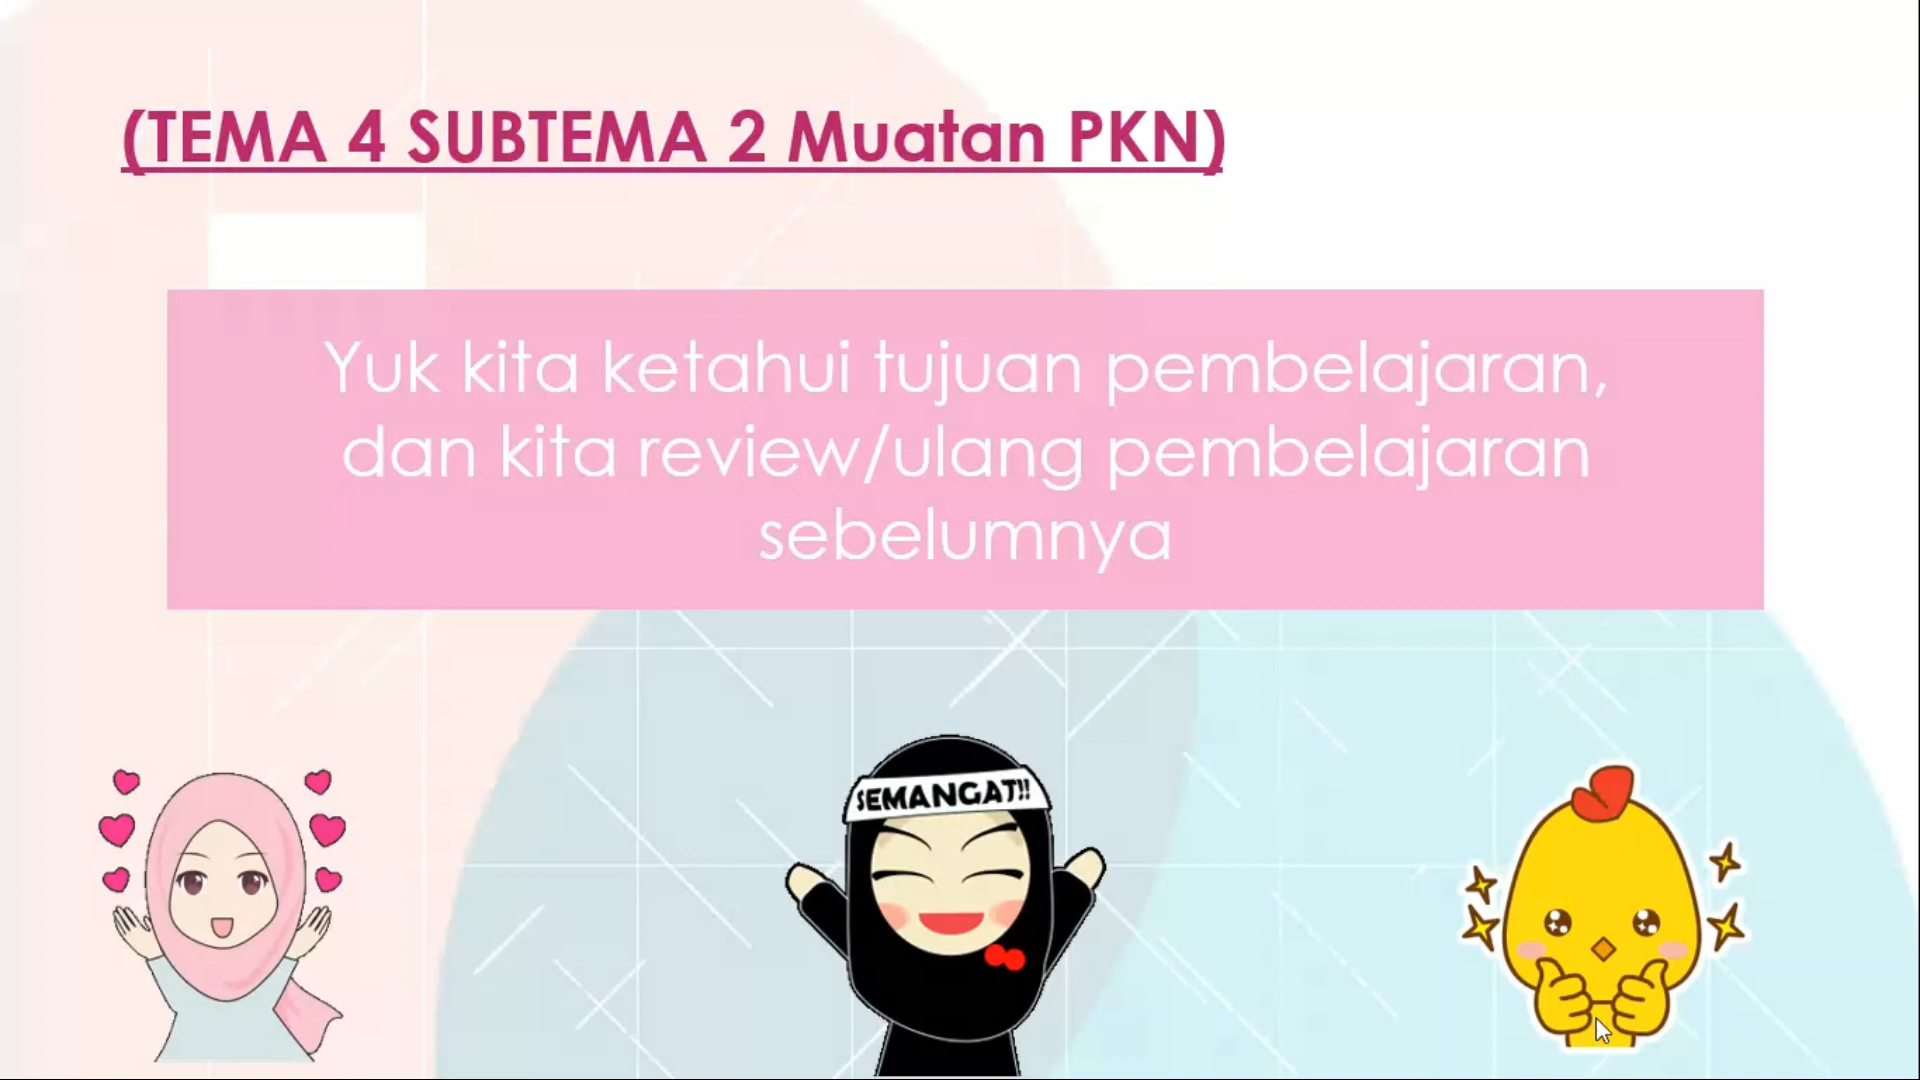 (TEMA 4 SUBTEMA 2 Muatan PKN)
Yuk kita ketahui tujuan pembelajaran,
dan kita review/ulang pembelajaran
sebelumnya
SEMANGAT!!